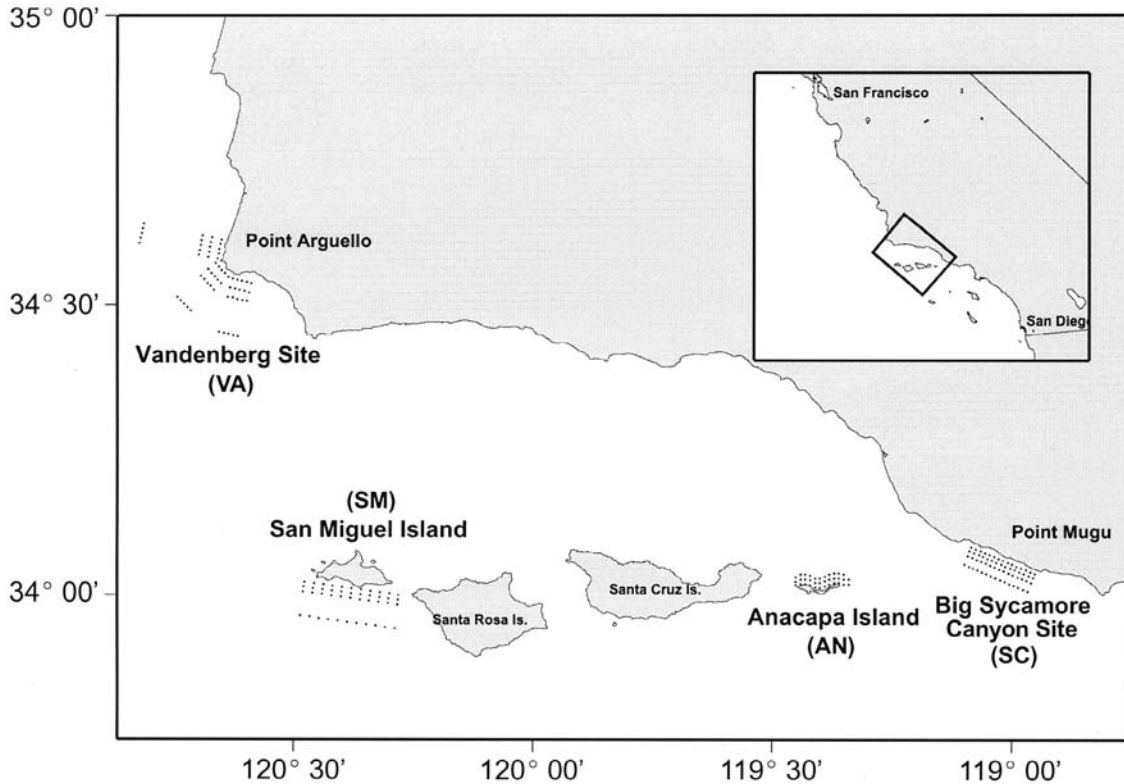 35° 00'
San Francisco
Point Arguello
34° 30'
San Dieg
Vandenberg Site
(VA)
(SM)
San Miguel Island
Point Mugu
34° 00'
Santa Rosa Is.
Santa Cruz Is.
Anacapa Island
(AN)
Big Sycamore
Canyon Site
(SC)
120° 30'
120° 00'
119° 30'
119° 00'